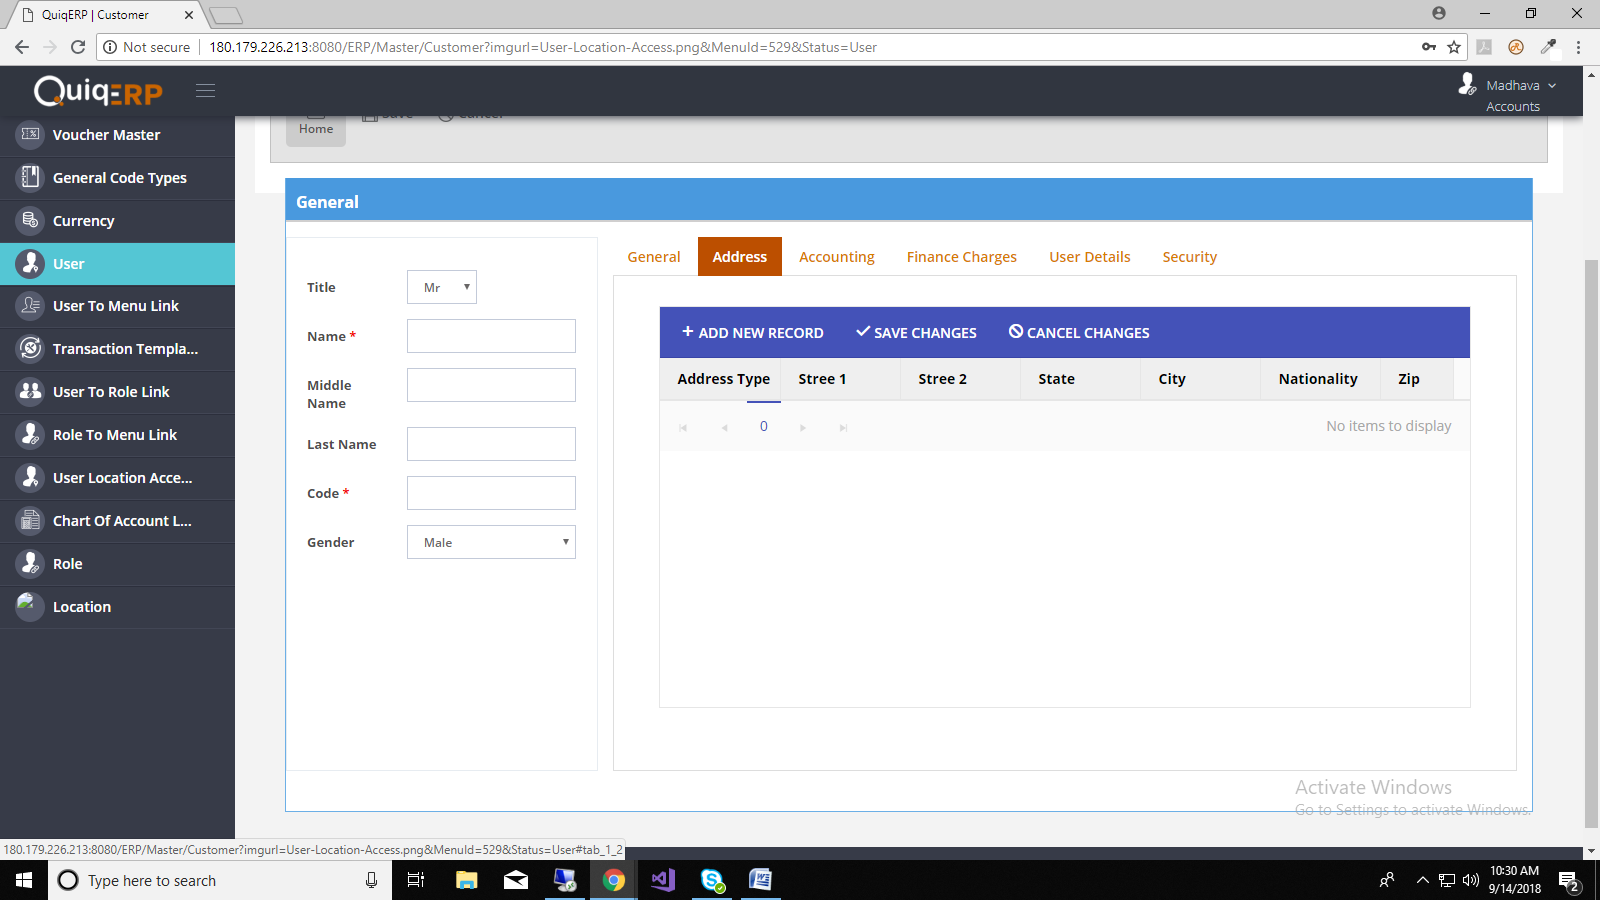 QuiqERP | Customer
Not secure
180.179.226.213:8080/ERP/Master/Customer?imgurl=User-Location-Access.png&MenuId=529&Status=User
QuiqERP
Madhava
Accounts
Home
Save
Cancel
Voucher Master
General Code Types
Currency
User
User To Menu Link
Transaction Templa...
User To Role Link
Role To Menu Link
User Location Acce...
Chart Of Account L...
Role
Location
General
Title
Mr
Name *
Middle
Name
Last Name
Code *
Gender
Male
General Address Accounting Finance Charges User Details Security
+ ADD NEW RECORD SAVE CHANGES CANCEL CHANGES
Address Type Stree 1 Stree 2 State City Nationality Zip
0
No items to display
Activate Windows
Go to Settings to activate Windows.
180.179.226.213:8080/ERP/Master/Customer?imgurl=User-Location-Access.png&MenuId=529&Status=User#tab_1_2
Type here to search
10:30 AM
9/14/2018
2